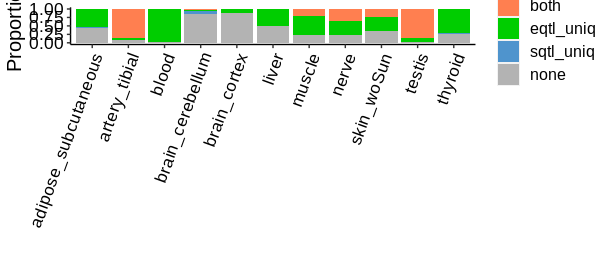 Proporti
1.00
0.75
0.50
0.25
0.00
adipose_subcutaneous
artery_tibial
blood
brain_cerebellum
brain_cortex
liver
muscle
nerve
skin_woSun
testis
thyroid
both
eqtl_uniq
sqtl_uniq
none